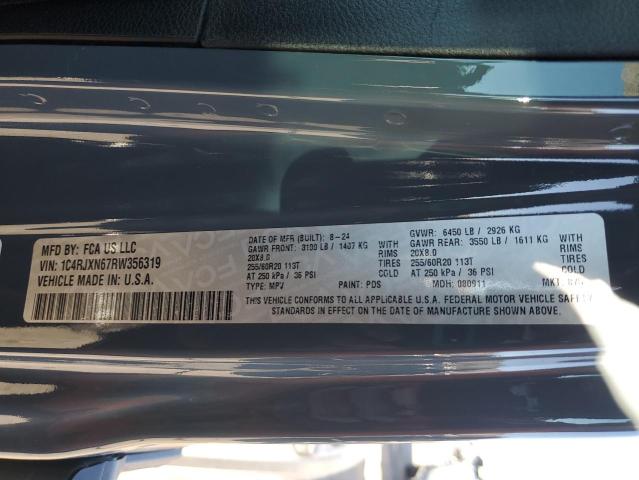 MFD BY: FCA US LLC
VIN: 1C4RJXN67RW356319
VEHICLE MADE IN U.S.A.
DATE OF MFR (BUILT): 8-24
GAWR FRONT: 3100 LB / 1407 KG WITH
20X8.0 RIMS
255/60R20 113T TIRES
AT 250 kPa / 36 PSI COLD
TYPE: MPV PAINT: PDS
GVWR: 6450 LB / 2926 KG
GAWR REAR: 3550 LB / 1611 KG WITH
20X8.0 RIMS
255/60R20 113T TIRES
AT 250 kPa / 36 PSI COLD
MDH: 080911 MKT:
THIS VEHICLE CONFORMS TO ALL APPLICABLE U.S.A. FEDERAL MOTOR VEHICLE SAFETY
STANDARDS IN EFFECT ON THE DATE OF MANUFACTURE SHOWN ABOVE.